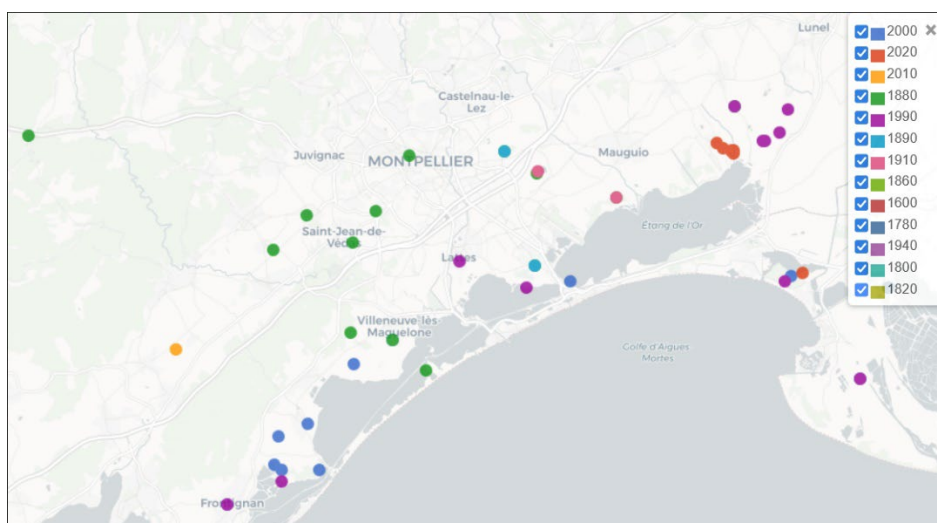 Lunel
Castelnau-le-
Lez
Juvignac
MONTPELLIER
Mauguio
Saint-Jean-de-
Védas
Étang de l'Or
Lattes
Villeneuve-lès-
Maguelone
Golfe d'Aigues
Mortes
Frontignan
2000
2020
2010
1880
1990
1890
1910
1860
1600
1780
1940
1800
1820